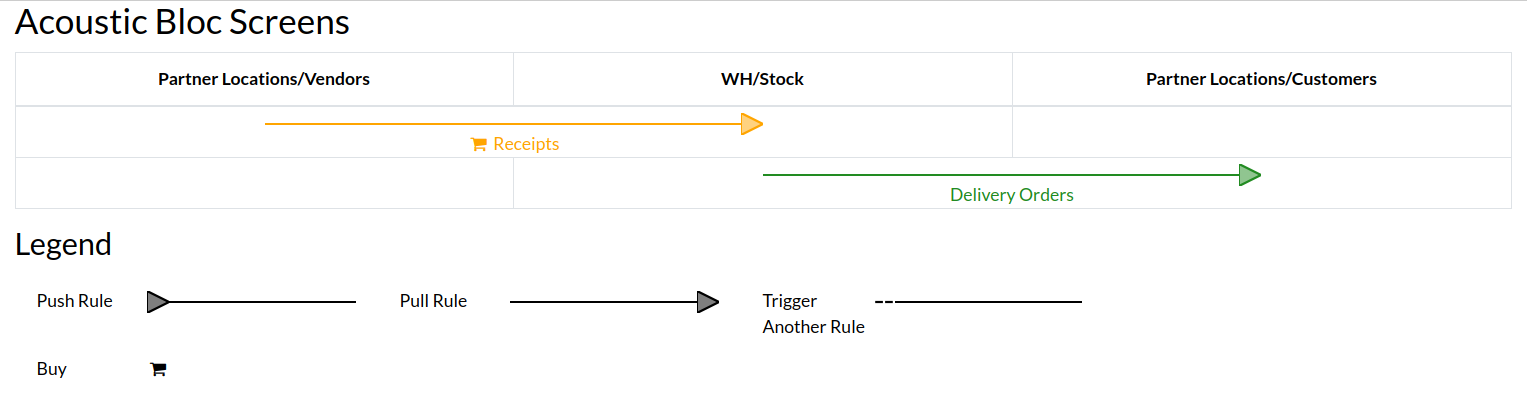 Acoustic Bloc Screens
Partner Locations/Vendors WH/Stock Partner Locations/Customers
Receipts
Delivery Orders
Legend
Push Rule Pull Rule Trigger
Another Rule
Buy